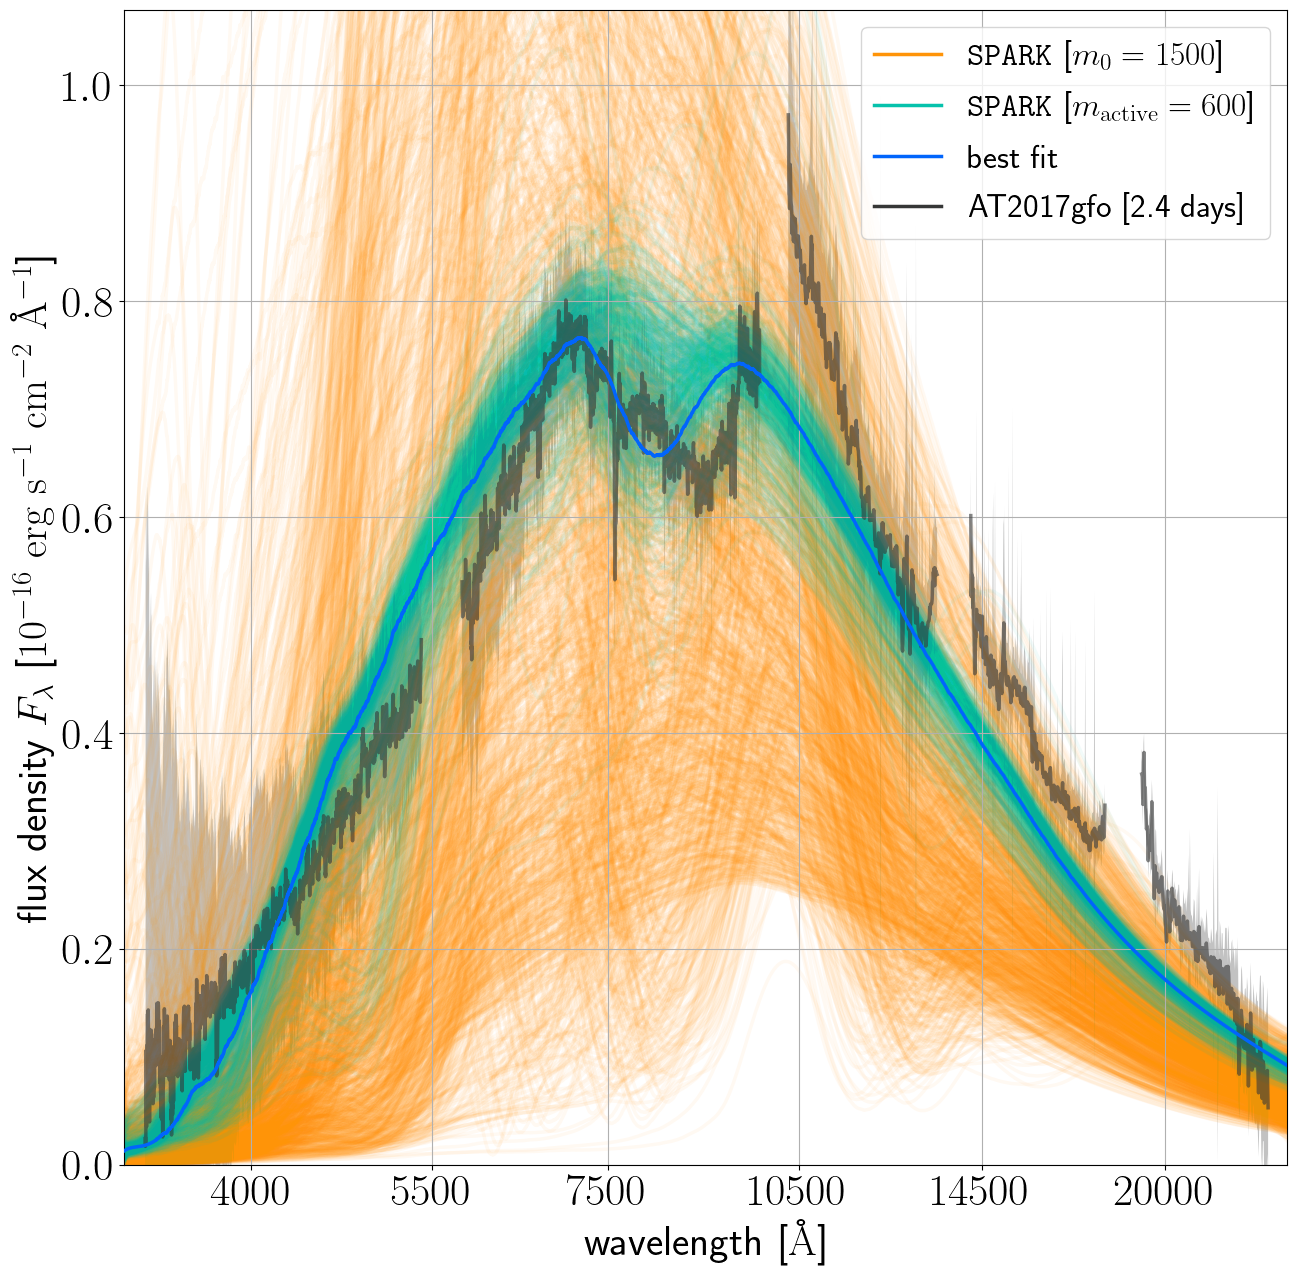 SPARK [m₀ = 1500]
SPARK [m_active = 600]
best fit
AT2017gfo [2.4 days]
flux density F_λ [10⁻¹⁶ erg s⁻¹ cm⁻² Å⁻¹]
1.0
0.8
0.6
0.4
0.2
0.0
4000 5500 7500 10500 14500 20000
wavelength [Å]